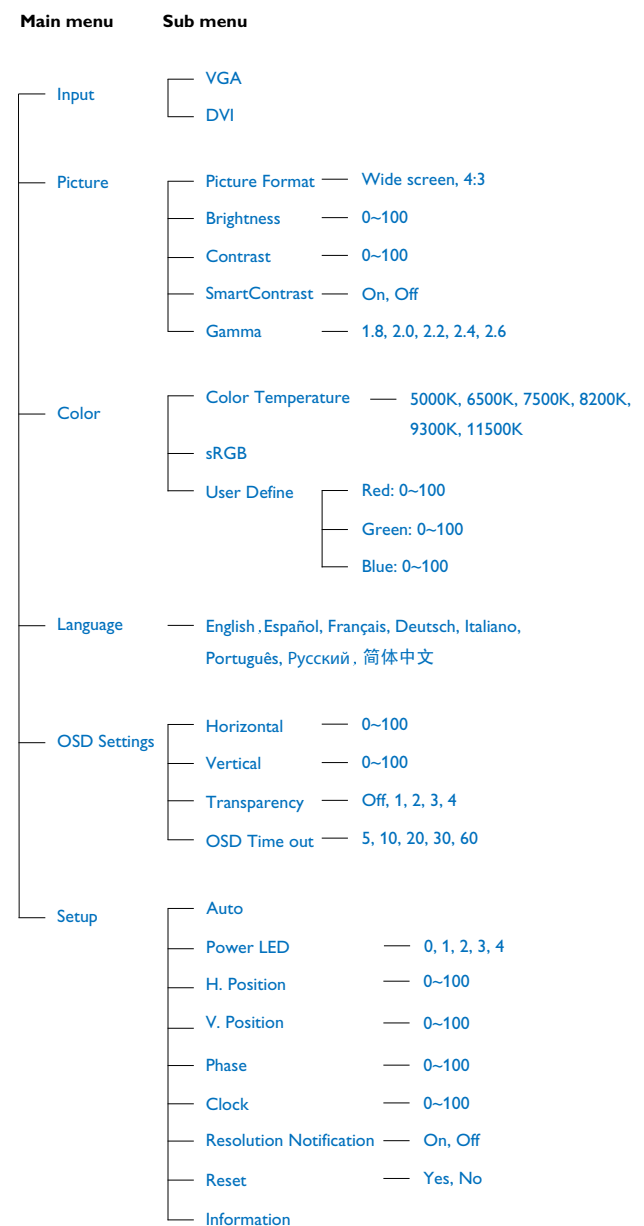 Main menu Sub menu
Input VGA
DVI
Picture Picture Format Wide screen, 4:3
Brightness 0~100
Contrast 0~100
SmartContrast On, Off
Gamma 1.8, 2.0, 2.2, 2.4, 2.6
Color Color Temperature 5000K, 6500K, 7500K, 8200K,
9300K, 11500K
sRGB
User Define Red: 0~100
Green: 0~100
Blue: 0~100
Language English , Español, Français, Deutsch, Italiano,
Português, Русский , 简体中文
OSD Settings Horizontal 0~100
Vertical 0~100
Transparency Off, 1, 2, 3, 4
OSD Time out 5, 10, 20, 30, 60
Setup Auto
Power LED 0, 1, 2, 3, 4
H. Position 0~100
V. Position 0~100
Phase 0~100
Clock 0~100
Resolution Notification On, Off
Reset Yes, No
Information